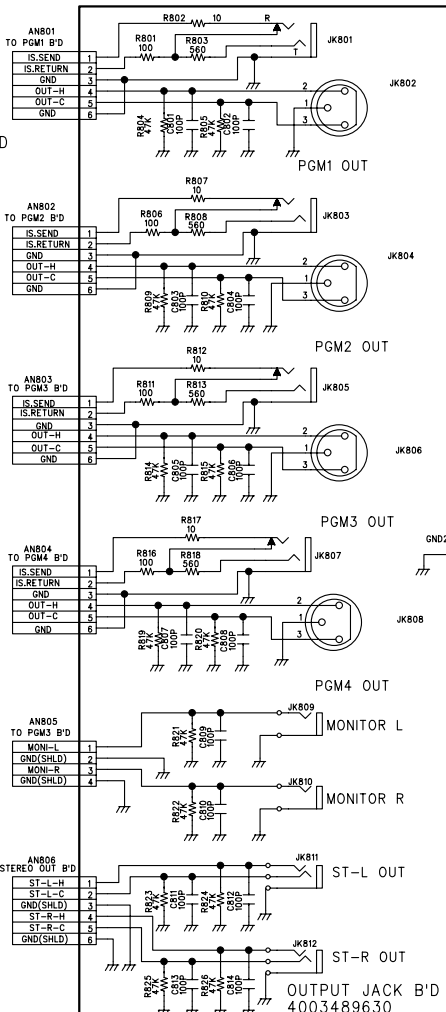 AN801
TO PGM1 B'D
IS.SEND 1
IS.RETURN 2
GND 3
OUT-H 4
OUT-C 5
GND 6
R802 10
R801
100
R803
560
R
T
JK801
R804
47K
C801
100P
R805
47K
C802
100P
2
1
3
JK802
PGM1 OUT
D
AN802
TO PGM2 B'D
IS.SEND 1
IS.RETURN 2
GND 3
OUT-H 4
OUT-C 5
GND 6
R807
10
R806
100
R808
560
JK803
R809
47K
C803
100P
R810
47K
C804
100P
2
1
3
JK804
PGM2 OUT
AN803
TO PGM3 B'D
IS.SEND 1
IS.RETURN 2
GND 3
OUT-H 4
OUT-C 5
GND 6
R812
10
R811
100
R813
560
JK805
R814
47K
C805
100P
R815
47K
C806
100P
2
1
3
JK806
PGM3 OUT
AN804
TO PGM4 B'D
IS.SEND 1
IS.RETURN 2
GND 3
OUT-H 4
OUT-C 5
GND 6
R817
10
R816
100
R818
560
JK807
GND2
R819
47K
C807
100P
R820
47K
C808
100P
2
1
3
JK808
PGM4 OUT
AN805
TO PGM3 B'D
MONI-L 1
GND(SHLD) 2
MONI-R 3
GND(SHLD) 4
R821
47K
C809
100P
JK809
MONITOR L
R822
47K
C810
100P
JK810
MONITOR R
AN806
STEREO OUT B'D
ST-L-H 1
ST-L-C 2
GND(SHLD) 3
ST-R-H 4
ST-R-C 5
GND(SHLD) 6
R823
47K
C811
100P
R824
47K
C812
100P
JK811
ST-L OUT
R825
47K
C813
100P
R826
47K
C814
100P
JK812
ST-R OUT
OUTPUT JACK B'D
4003489630